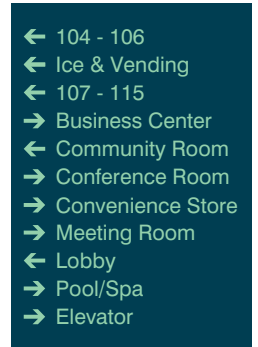 ← 104 - 106
← Ice & Vending
← 107 - 115
→ Business Center
← Community Room
→ Conference Room
→ Convenience Store
→ Meeting Room
← Lobby
→ Pool/Spa
→ Elevator